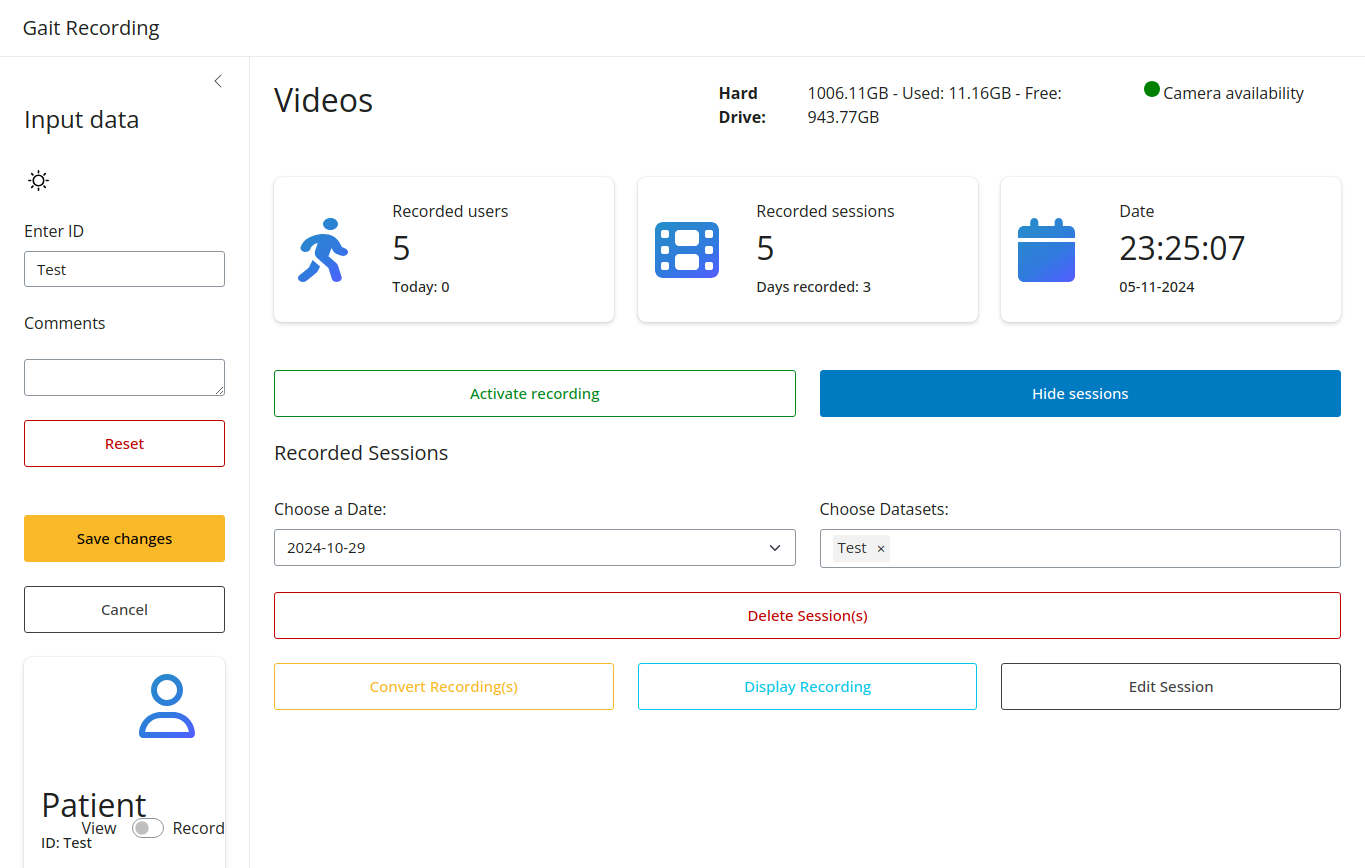 Gait Recording
Input data
Enter ID
Test
Comments
Reset
Save changes
Cancel
Patient
View Record
ID: Test
Videos
Hard Drive:
1006.11GB - Used: 11.16GB - Free:
943.77GB
Camera availability
Recorded users
5
Today: 0
Recorded sessions
5
Days recorded: 3
Date
23:25:07
05-11-2024
Activate recording
Hide sessions
Recorded Sessions
Choose a Date:
2024-10-29
Choose Datasets:
Test ×
Delete Session(s)
Convert Recording(s)
Display Recording
Edit Session